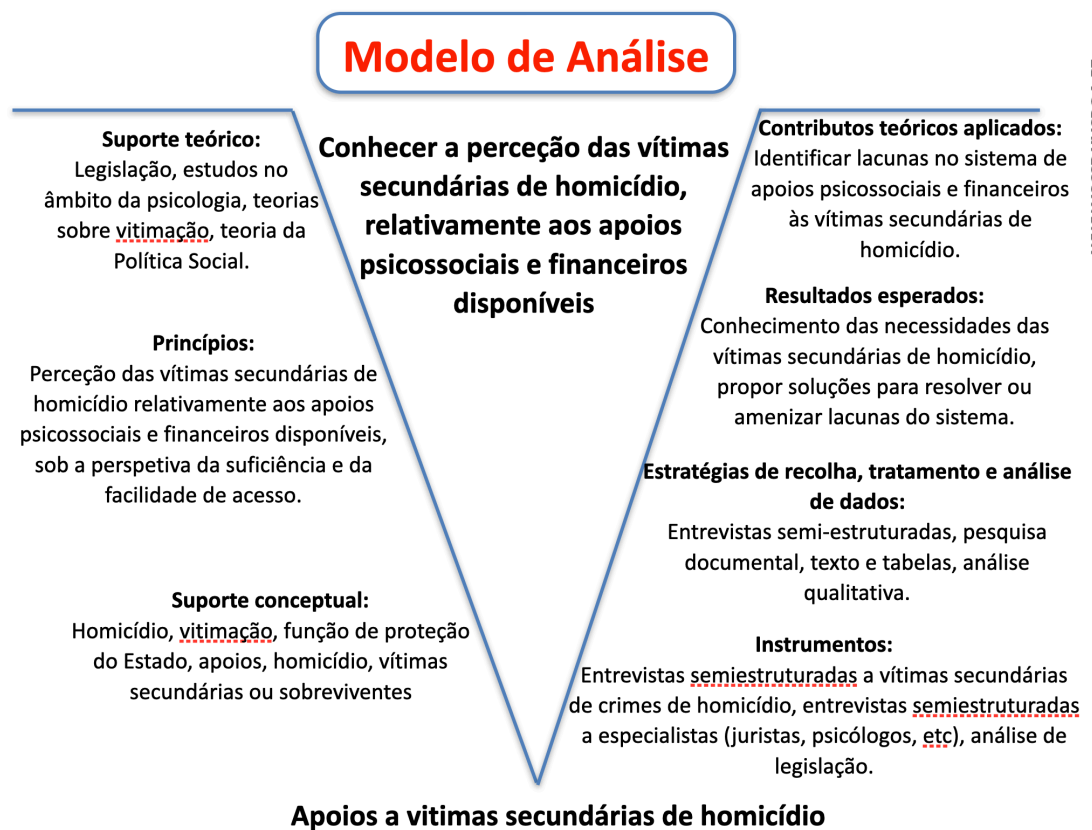 Modelo de Análise
Suporte teórico:
Legislação, estudos no
âmbito da psicologia, teorias
sobre vitimação, teoria da
Política Social.
Princípios:
Perceção das vítimas secundárias de
homicídio relativamente aos apoios
psicossociais e financeiros disponíveis,
sob a perspetiva da suficiência e da
facilidade de acesso.
Suporte conceptual:
Homicídio, vitimação, função de proteção
do Estado, apoios, homicídio, vítimas
secundárias ou sobreviventes
Conhecer a perceção das vítimas
secundárias de homicídio,
relativamente aos apoios
psicossociais e financeiros
disponíveis
Contributos teóricos aplicados:
Identificar lacunas no sistema de
apoios psicossociais e financeiros
às vítimas secundárias de
homicídio.
Resultados esperados:
Conhecimento das necessidades das
vítimas secundárias de homicídio,
propor soluções para resolver ou
amenizar lacunas do sistema.
Estratégias de recolha, tratamento e análise
de dados:
Entrevistas semi-estruturadas, pesquisa
documental, texto e tabelas, análise
qualitativa.
Instrumentos:
Entrevistas semiestruturadas a vítimas secundárias
de crimes de homicídio, entrevistas semiestruturadas
a especialistas (juristas, psicólogos, etc), análise de
legislação.
Apoios a vitimas secundárias de homicídio